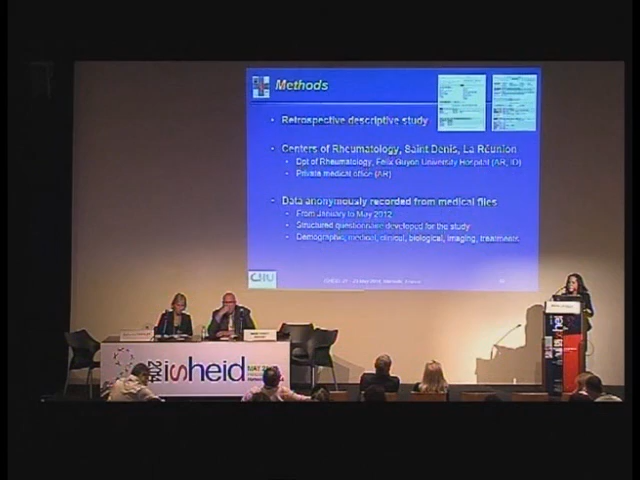 Methods
Retrospective descriptive study
Centers of Rheumatology, Saint Denis, La Réunion
Dpt of Rheumatology, Felix Guyon University Hospital (AR, ID)
Private medical office (AR)
Data anonymously recorded from medical files
From January to May 2012
Structured questionnaire developed for the study
Demographic, medical, clinical, biological, imaging, treatments
CHU
isheid